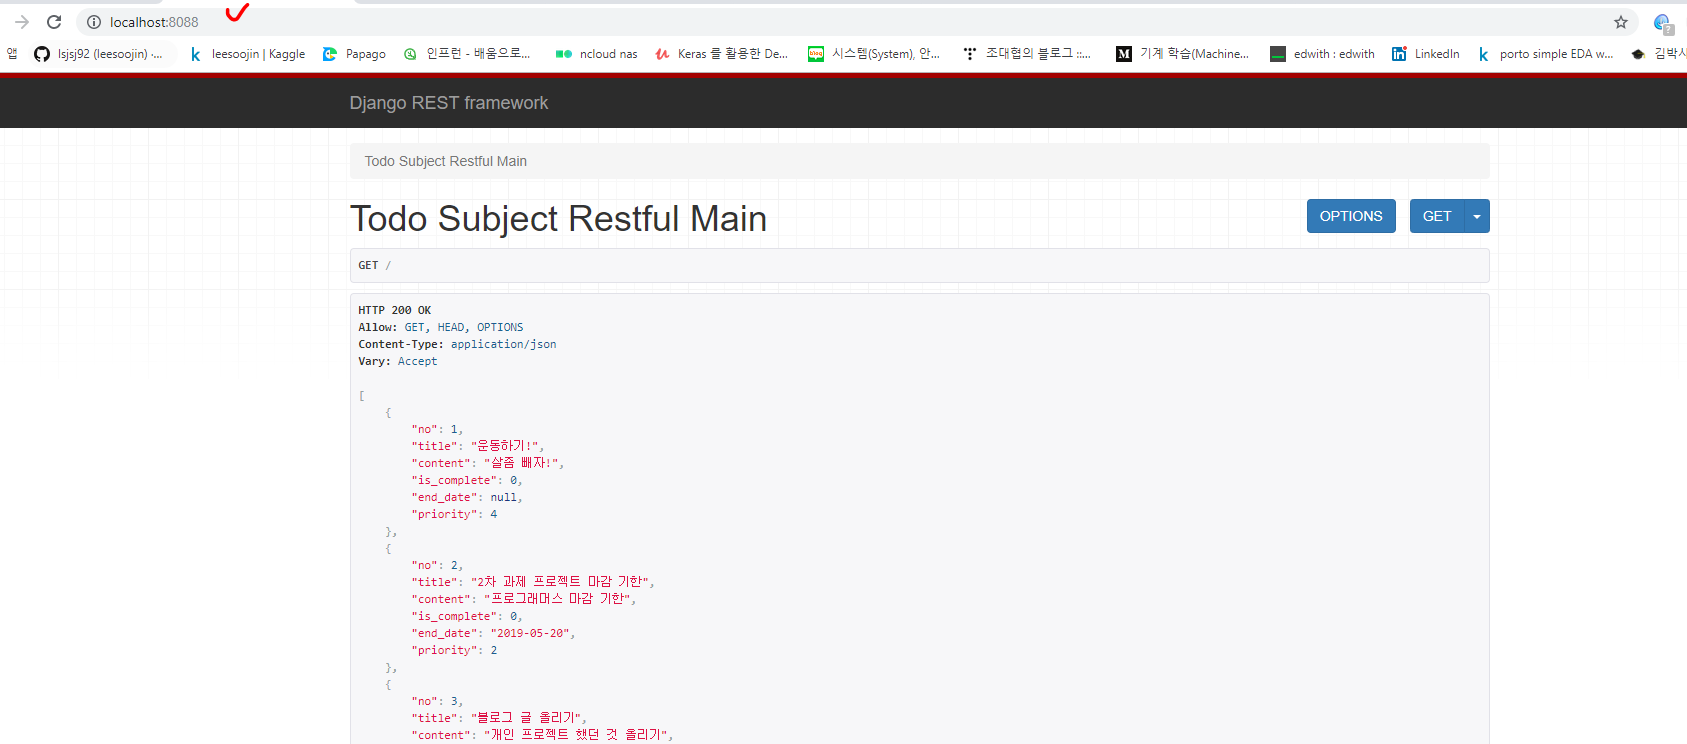 localhost:8088
앱 lsjsj92 (leesoojin) ·... leesoojin | Kaggle Papago 인프런 - 배움으로... ncloud nas Keras 를 활용한 De... 시스템(System), 안... 조대협의 블로그 ::... 기계 학습(Machine... edwith : edwith LinkedIn porto simple EDA w... 김박사
Django REST framework
Todo Subject Restful Main
Todo Subject Restful Main
OPTIONS GET
GET /
HTTP 200 OK
Allow: GET, HEAD, OPTIONS
Content-Type: application/json
Vary: Accept
[
{
"no": 1,
"title": "운동하기!",
"content": "살좀 빼자!",
"is_complete": 0,
"end_date": null,
"priority": 4
},
{
"no": 2,
"title": "2차 과제 프로젝트 마감 기한",
"content": "프로그래머스 마감 기한",
"is_complete": 0,
"end_date": "2019-05-20",
"priority": 2
},
{
"no": 3,
"title": "블로그 글 올리기",
"content": "개인 프로젝트 했던 것 올리기",